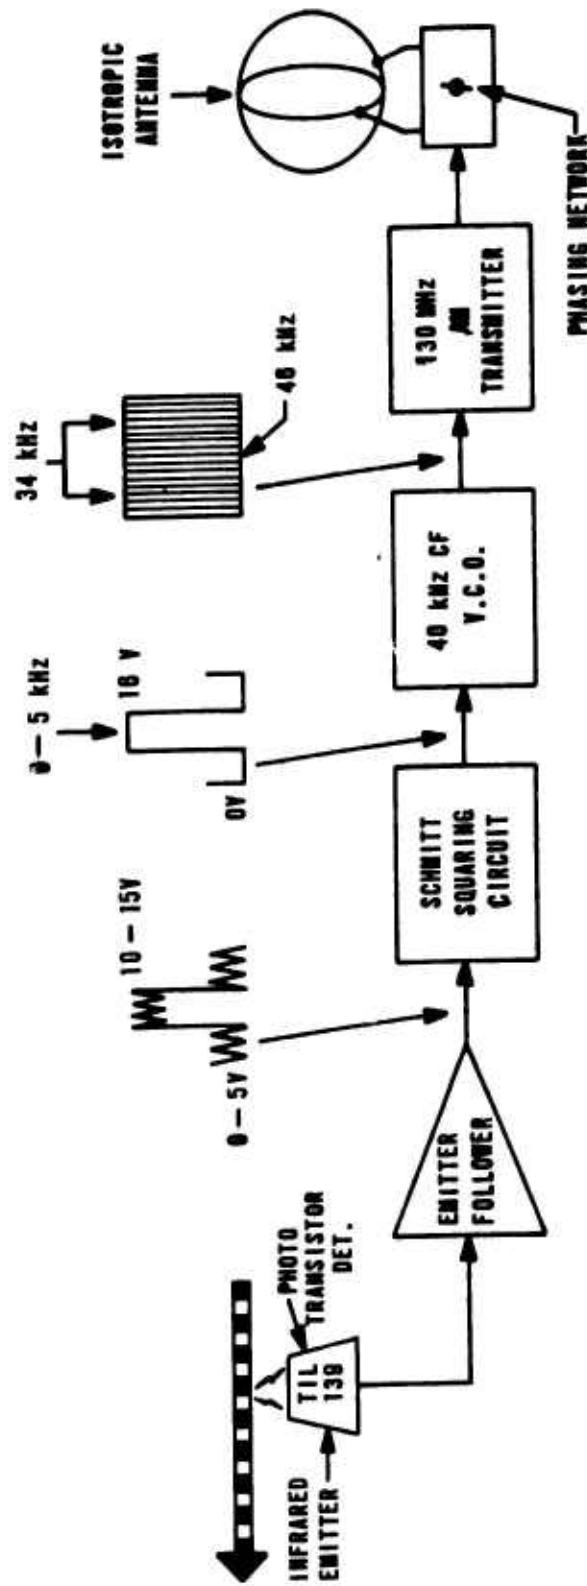 INFRARED
EMITTER
TIL
139
PHOTO
TRANSISTOR
DET.
EMITTER
FOLLOWER
0 — 5V
10 — 15V
SCHMITT
SQUARING
CIRCUIT
0V
16 V
0 — 5 kHz
40 kHz CF
V.C.O.
34 kHz
46 kHz
130 MHz
TRANSMITTER
ISOTROPIC
ANTENNA
ϕ
PHASING NETWORK